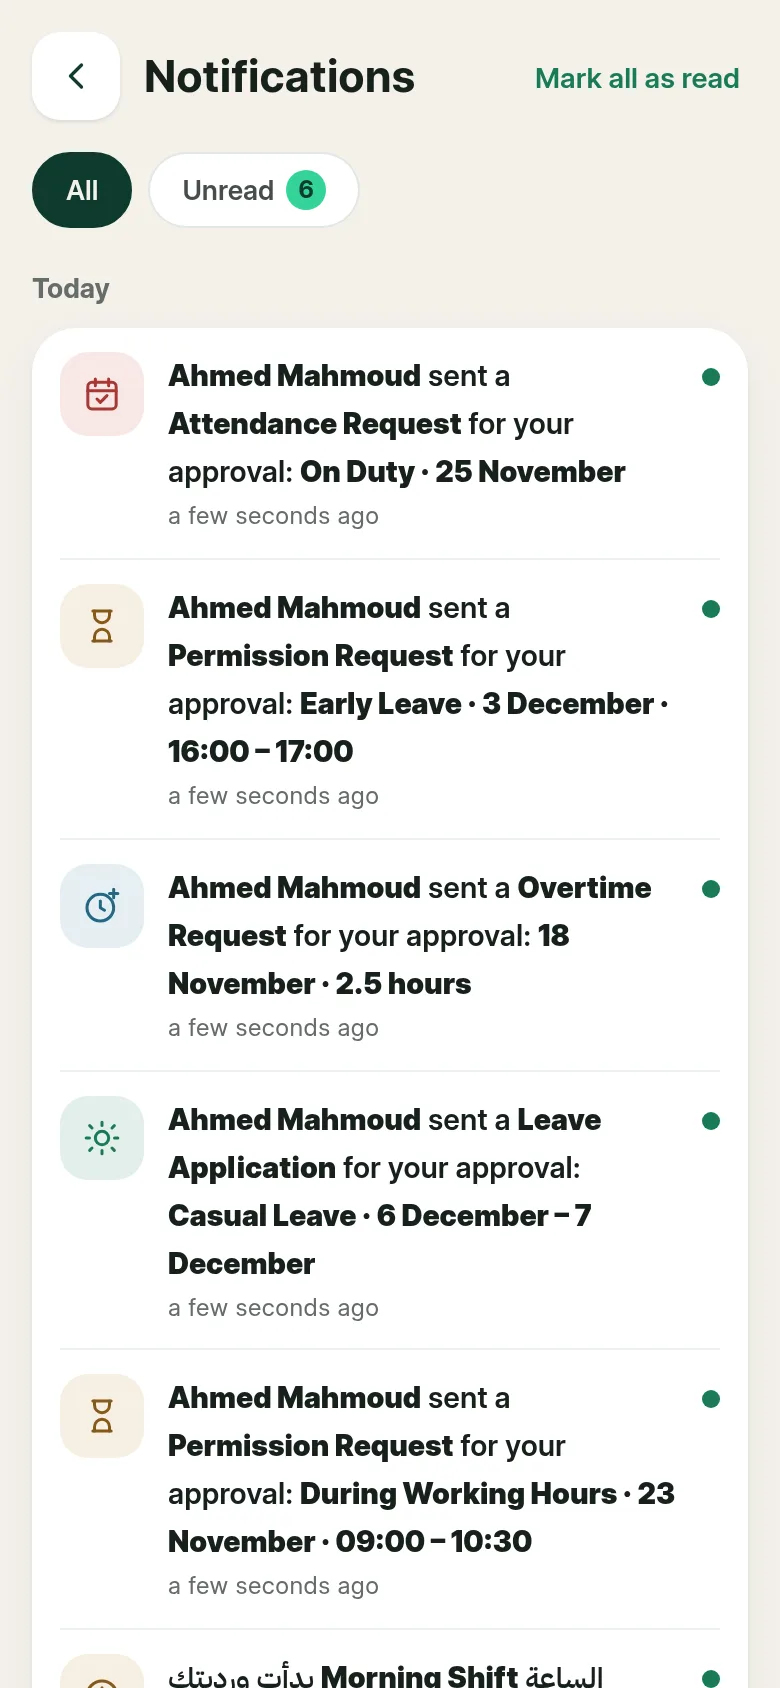 Notifications
Mark all as read
All
Unread 6
Today
Ahmed Mahmoud sent a
Attendance Request for your
approval: On Duty · 25 November
a few seconds ago
Ahmed Mahmoud sent a
Permission Request for your
approval: Early Leave · 3 December ·
16:00 – 17:00
a few seconds ago
Ahmed Mahmoud sent a Overtime
Request for your approval: 18
November · 2.5 hours
a few seconds ago
Ahmed Mahmoud sent a Leave
Application for your approval:
Casual Leave · 6 December – 7
December
a few seconds ago
Ahmed Mahmoud sent a
Permission Request for your
approval: During Working Hours · 23
November · 09:00 – 10:30
a few seconds ago
بدأت ورديتك Morning Shift الساعة